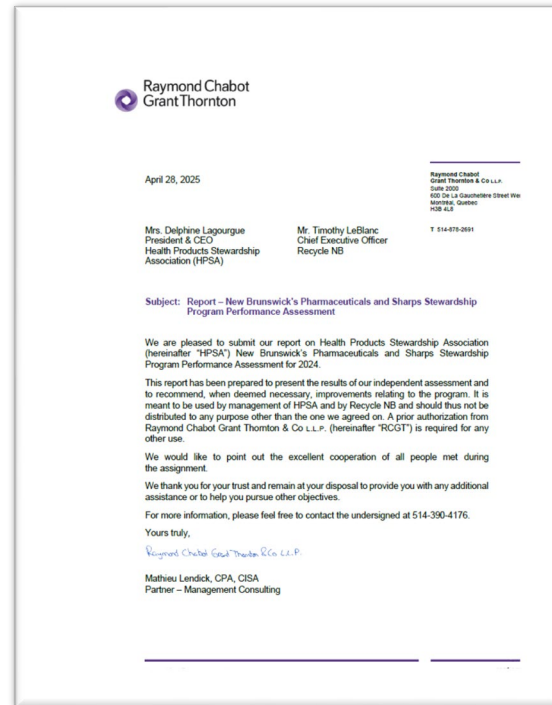 Raymond Chabot
Grant Thornton
April 28, 2025
Raymond Chabot
Grant Thornton & Co L.L.P.
Suite 2000
600 De La Gauchetière Street Wes
Montréal, Quebec
H3B 4L8
T 514-878-2691
Mrs. Delphine Lagourgue
President & CEO
Health Products Stewardship
Association (HPSA)
Mr. Timothy LeBlanc
Chief Executive Officer
Recycle NB
Subject: Report – New Brunswick's Pharmaceuticals and Sharps Stewardship
Program Performance Assessment
We are pleased to submit our report on Health Products Stewardship Association
(hereinafter "HPSA") New Brunswick's Pharmaceuticals and Sharps Stewardship
Program Performance Assessment for 2024.
This report has been prepared to present the results of our independent assessment and
to recommend, when deemed necessary, improvements relating to the program. It is
meant to be used by management of HPSA and by Recycle NB and should thus not be
distributed to any purpose other than the one we agreed on. A prior authorization from
Raymond Chabot Grant Thornton & Co L.L.P. (hereinafter "RCGT") is required for any
other use.
We would like to point out the excellent cooperation of all people met during
the assignment.
We thank you for your trust and remain at your disposal to provide you with any additional
assistance or to help you pursue other objectives.
For more information, please feel free to contact the undersigned at 514-390-4176.
Yours truly,
Raymond Chabot Grant Thornton & Co L.L.P.
Mathieu Lendick, CPA, CISA
Partner – Management Consulting